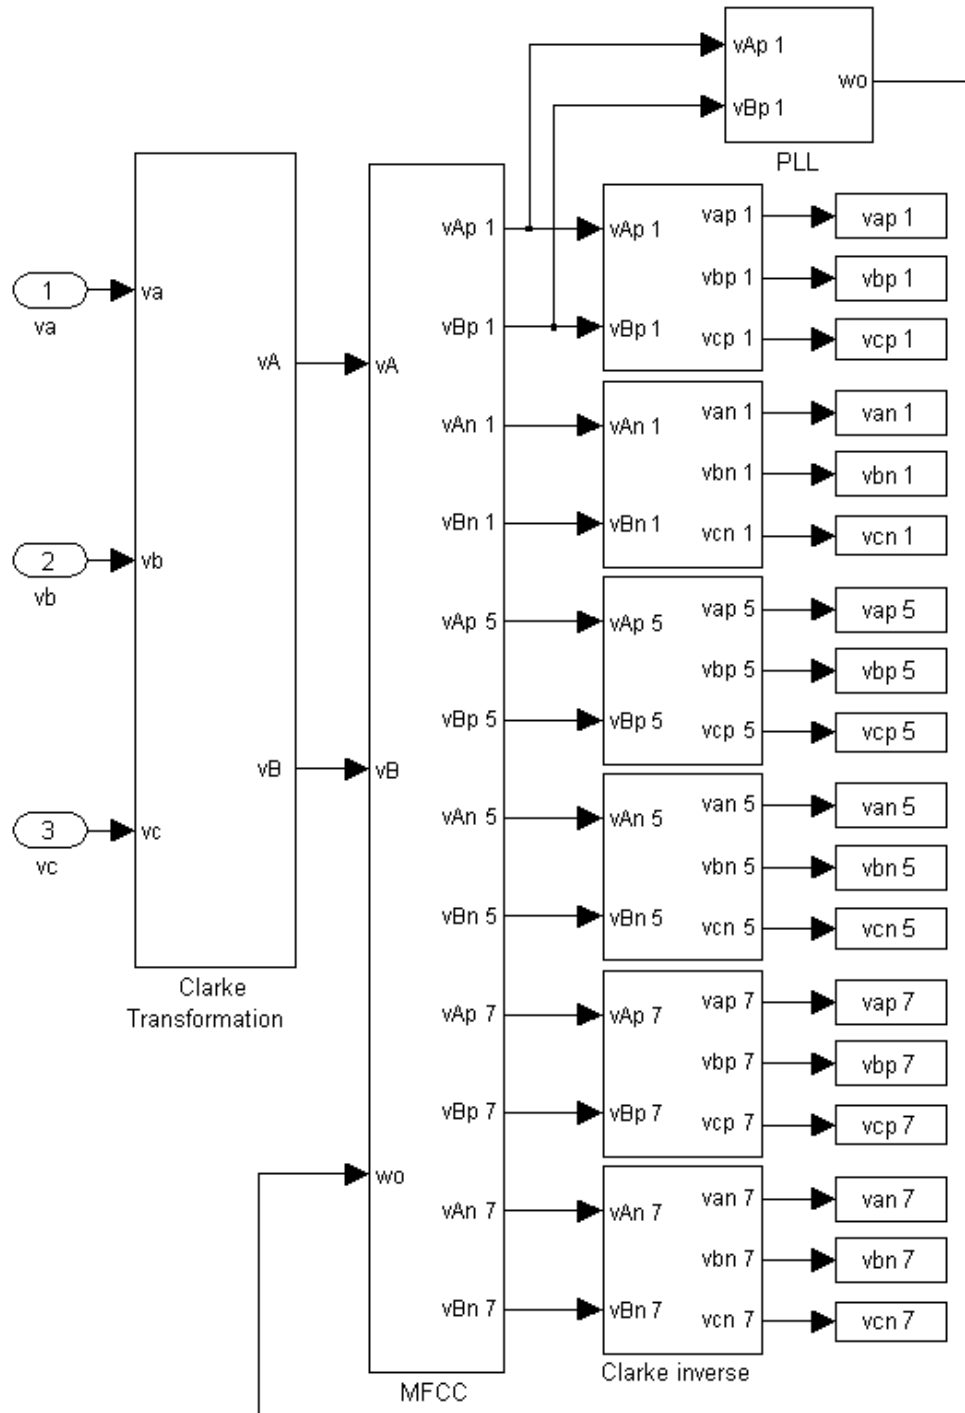 vAp 1
wo
vBp 1
PLL
1
va
2
vb
3
vc
va
vb
vc
vA
vB
Clarke
Transformation
vA
vB
wo
vAp 1
vBp 1
vAn 1
vBn 1
vAp 5
vBp 5
vAn 5
vBn 5
vAp 7
vBp 7
vAn 7
vBn 7
MFCC
vAp 1
vBp 1
vap 1
vbp 1
vcp 1
vap 1
vbp 1
vcp 1
vAn 1
vBn 1
van 1
vbn 1
vcn 1
van 1
vbn 1
vcn 1
vAp 5
vBp 5
vap 5
vbp 5
vcp 5
vap 5
vbp 5
vcp 5
vAn 5
vBn 5
van 5
vbn 5
vcn 5
van 5
vbn 5
vcn 5
vAp 7
vBp 7
vap 7
vbp 7
vcp 7
vap 7
vbp 7
vcp 7
vAn 7
vBn 7
van 7
vbn 7
vcn 7
van 7
vbn 7
vcn 7
Clarke inverse